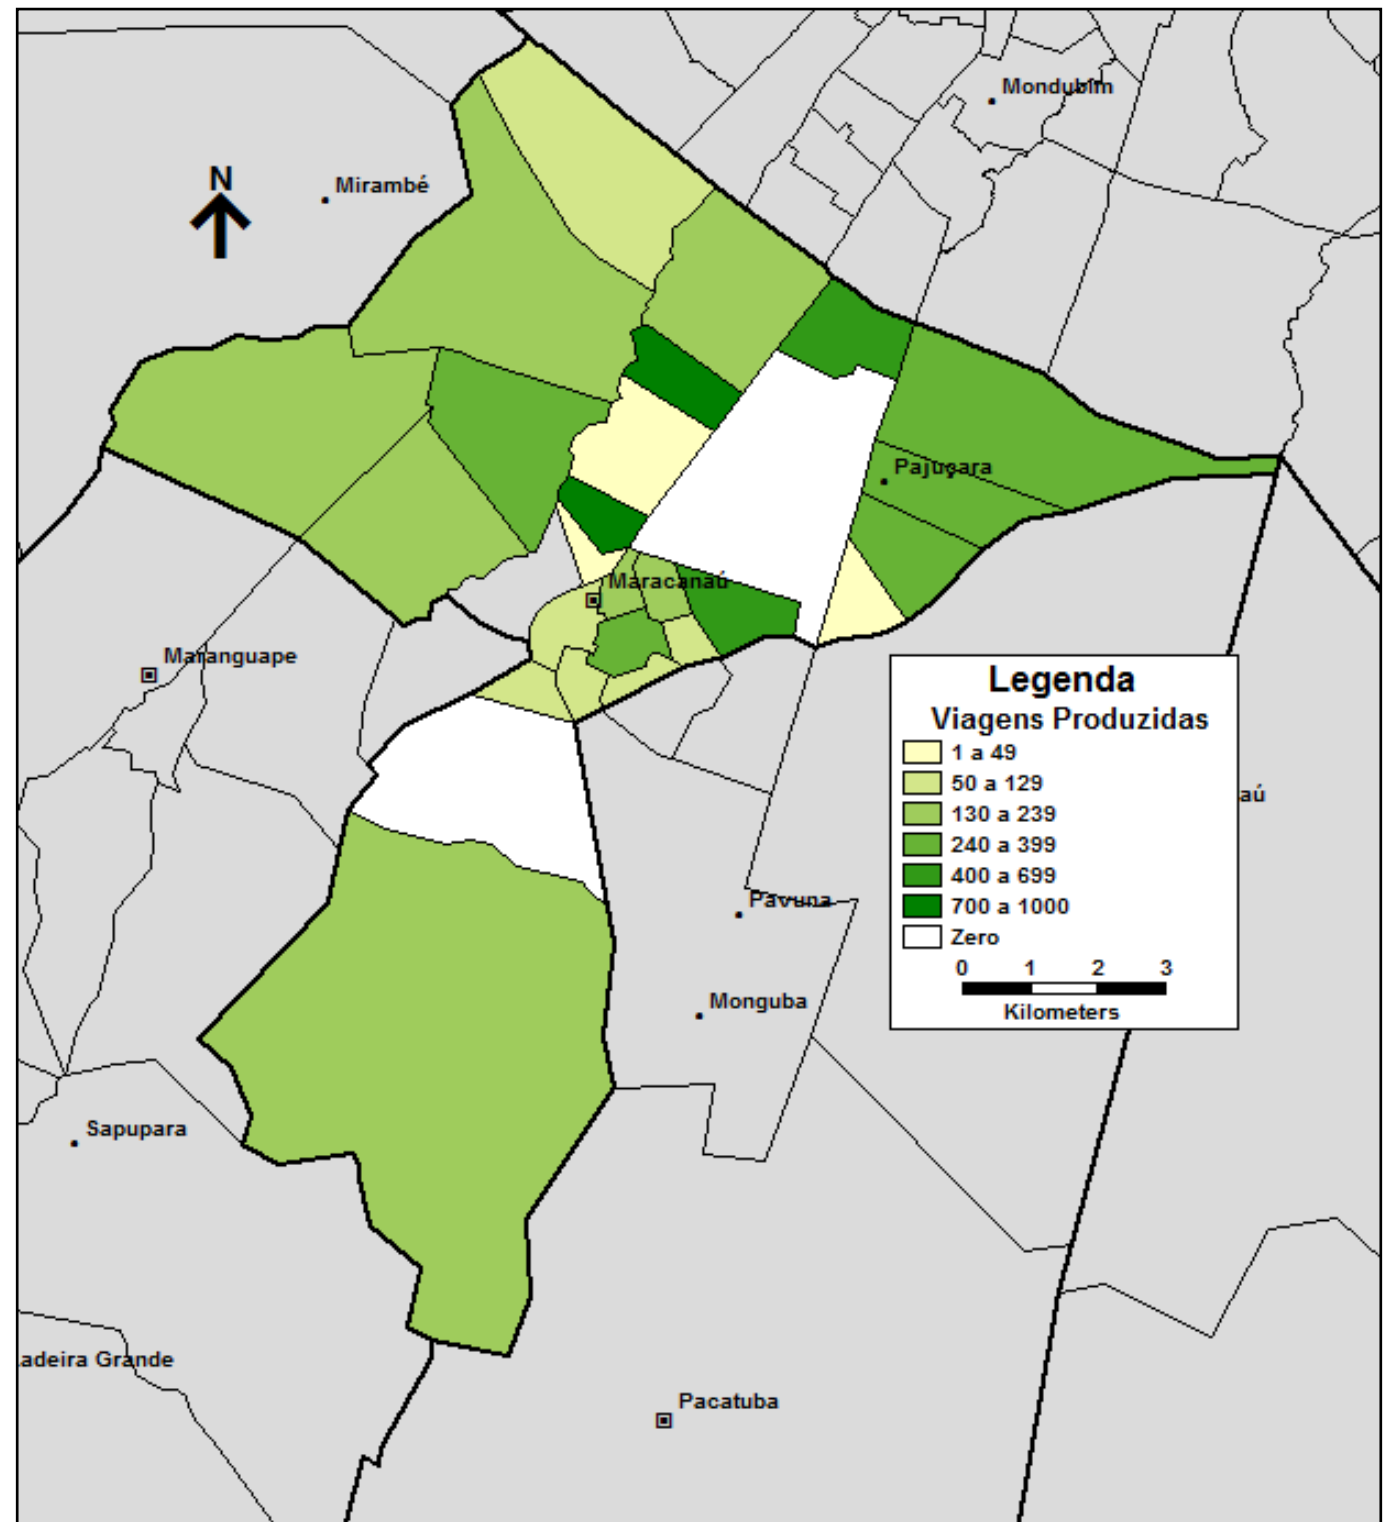 Mondubim
N
Mirambé
Pajuçara
Maracanaú
Maranguape
Legenda
Viagens Produzidas
1 a 49
50 a 129
130 a 239
240 a 399
400 a 699
700 a 1000
Zero
0 1 2 3
Kilometers
aú
Pavuna
Monguba
Sapupara
adeira Grande
Pacatuba